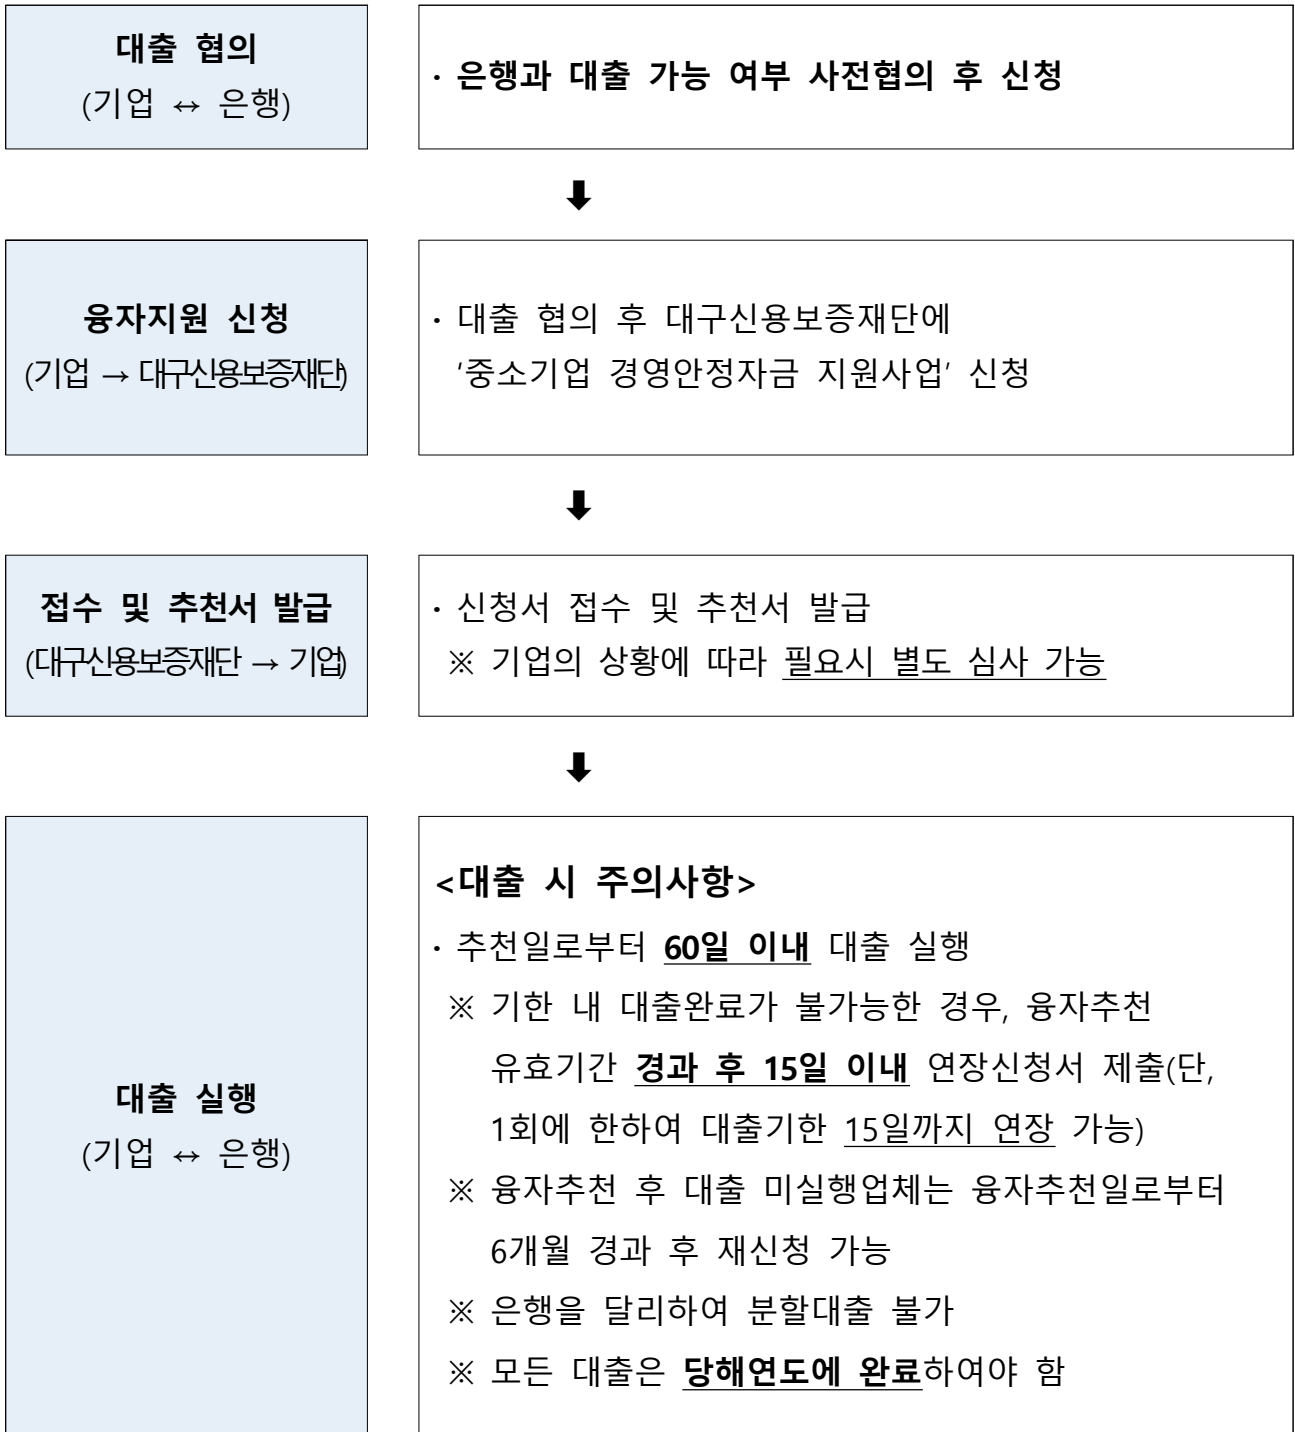 대출 협의
(기업 ↔ 은행)
· 은행과 대출 가능 여부 사전협의 후 신청
융자지원 신청
(기업 → 대구신용보증재단)
· 대출 협의 후 대구신용보증재단에
'중소기업 경영안정자금 지원사업' 신청
접수 및 추천서 발급
(대구신용보증재단 → 기업)
· 신청서 접수 및 추천서 발급
※ 기업의 상황에 따라 필요시 별도 심사 가능
대출 실행
(기업 ↔ 은행)
<대출 시 주의사항>
· 추천일로부터 60일 이내 대출 실행
※ 기한 내 대출완료가 불가능한 경우, 융자추천
유효기간 경과 후 15일 이내 연장신청서 제출(단,
1회에 한하여 대출기한 15일까지 연장 가능)
※ 융자추천 후 대출 미실행업체는 융자추천일로부터
6개월 경과 후 재신청 가능
※ 은행을 달리하여 분할대출 불가
※ 모든 대출은 당해연도에 완료하여야 함